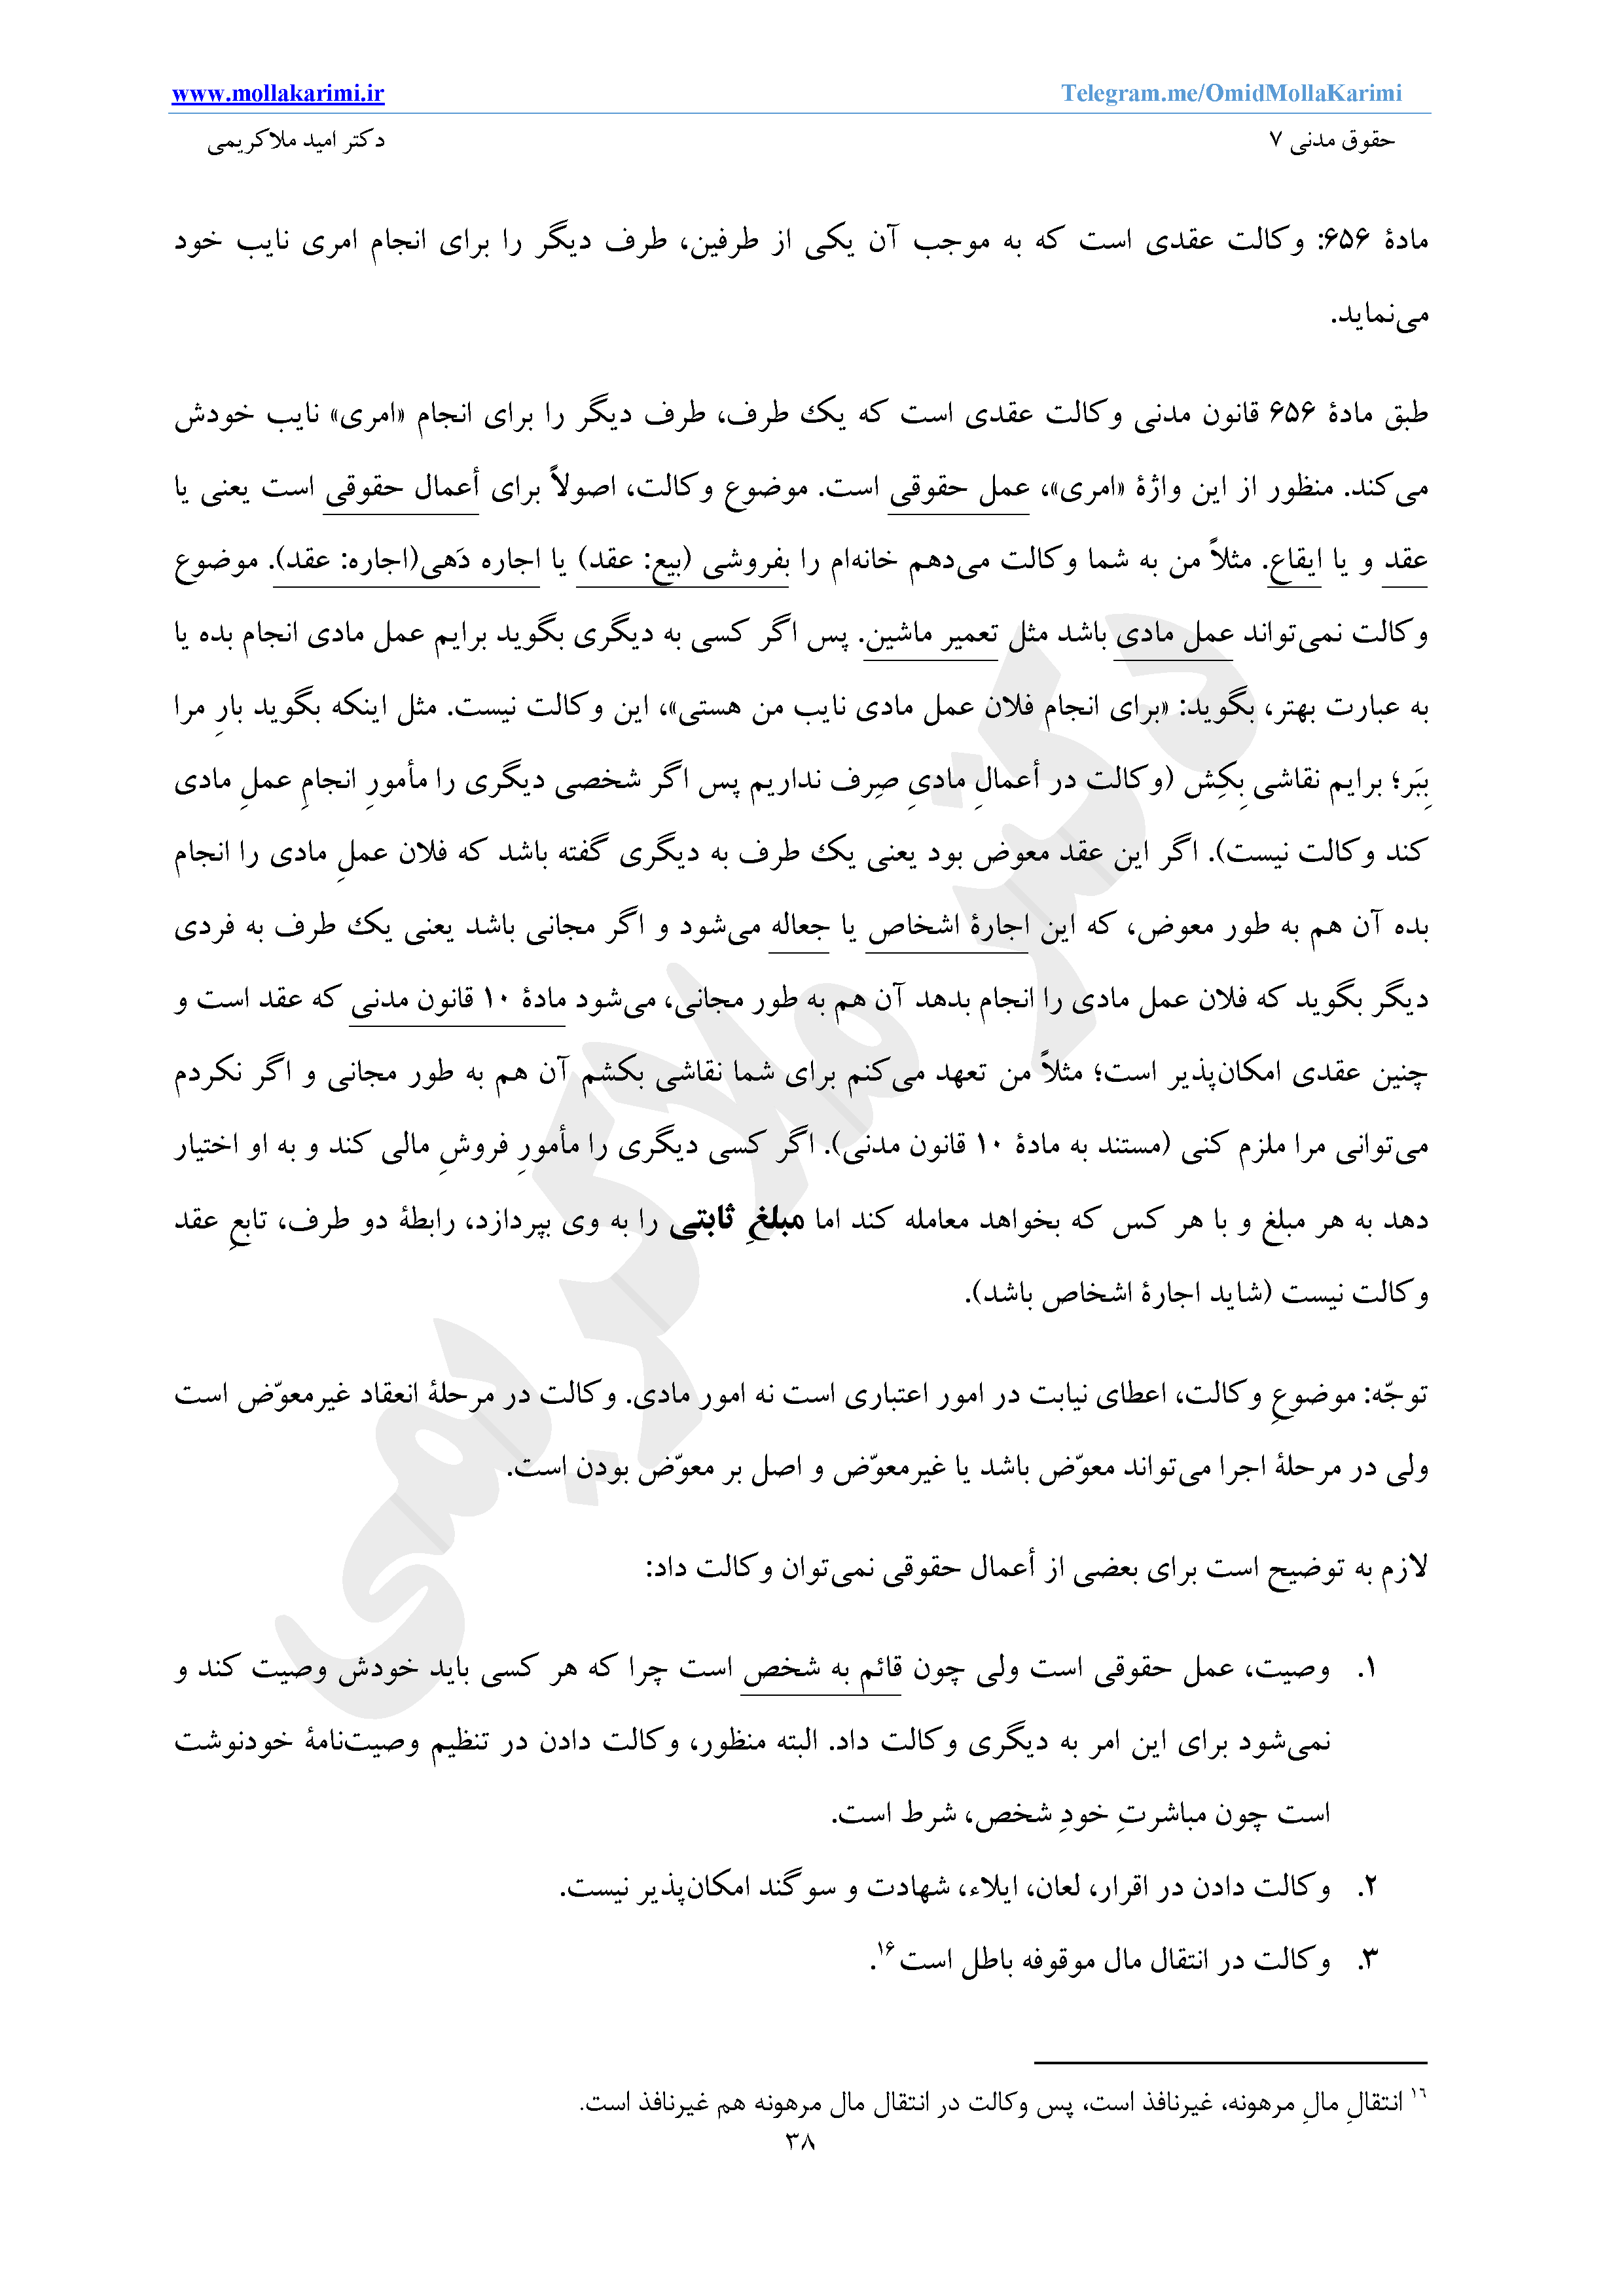 www.mollakarimi.ir Telegram.me/OmidMollaKarimi
حقوق مدنی ۷ دکتر امید ملاکریمی
مادهٔ ۶۵۶: وکالت عقدی است که به موجب آن یکی از طرفین، طرف دیگر را برای انجام امری نایب خود
می‌نماید.
طبق مادهٔ ۶۵۶ قانون مدنی وکالت عقدی است که یک طرف، طرف دیگر را برای انجام «امری» نایب خودش
می‌کند. منظور از این واژهٔ «امری»، عمل حقوقی است. موضوع وکالت، اصولاً برای أعمال حقوقی است یعنی یا
عقد و یا ایقاع. مثلاً من به شما وکالت می‌دهم خانه‌ام را بفروشی (بیع: عقد) یا اجاره دَهی(اجاره: عقد). موضوع
وکالت نمی‌تواند عمل مادی باشد مثل تعمیر ماشین. پس اگر کسی به دیگری بگوید برایم عمل مادی انجام بده یا
به عبارت بهتر، بگوید: «برای انجام فلان عمل مادی نایب من هستی»، این وکالت نیست. مثل اینکه بگوید بارِ مرا
بِبَر؛ برایم نقاشی بِکِش (وکالت در أعمالِ مادیِ صِرف نداریم پس اگر شخصی دیگری را مأمورِ انجامِ عملِ مادی
کند وکالت نیست). اگر این عقد معوض بود یعنی یک طرف به دیگری گفته باشد که فلان عملِ مادی را انجام
بده آن هم به طور معوض، که این اجارهٔ اشخاص یا جعاله می‌شود و اگر مجانی باشد یعنی یک طرف به فردی
دیگر بگوید که فلان عمل مادی را انجام بدهد آن هم به طور مجانی، می‌شود مادهٔ ۱۰ قانون مدنی که عقد است و
چنین عقدی امکان‌پذیر است؛ مثلاً من تعهد می‌کنم برای شما نقاشی بکشم آن هم به طور مجانی و اگر نکردم
می‌توانی مرا ملزم کنی (مستند به مادهٔ ۱۰ قانون مدنی). اگر کسی دیگری را مأمورِ فروشِ مالی کند و به او اختیار
دهد به هر مبلغ و با هر کس که بخواهد معامله کند اما مبلغِ ثابتی را به وی بپردازد، رابطهٔ دو طرف، تابعِ عقد
وکالت نیست (شاید اجارهٔ اشخاص باشد).
توجّه: موضوعِ وکالت، اعطای نیابت در امور اعتباری است نه امور مادی. وکالت در مرحلهٔ انعقاد غیرمعوّض است
ولی در مرحلهٔ اجرا می‌تواند معوّض باشد یا غیرمعوّض و اصل بر معوّض بودن است.
لازم به توضیح است برای بعضی از أعمال حقوقی نمی‌توان وکالت داد:
۱. وصیت، عمل حقوقی است ولی چون قائم به شخص است چرا که هر کسی باید خودش وصیت کند و
نمی‌شود برای این امر به دیگری وکالت داد. البته منظور، وکالت دادن در تنظیم وصیت‌نامهٔ خودنوشت
است چون مباشرتِ خودِ شخص، شرط است.
۲. وکالت دادن در اقرار، لعان، ایلاء، شهادت و سوگند امکان‌پذیر نیست.
۳. وکالت در انتقال مال موقوفه باطل است۱۶.
۱۶ انتقالِ مالِ مرهونه، غیرنافذ است، پس وکالت در انتقال مال مرهونه هم غیرنافذ است.
۳۸
دکتر ملاکریمی